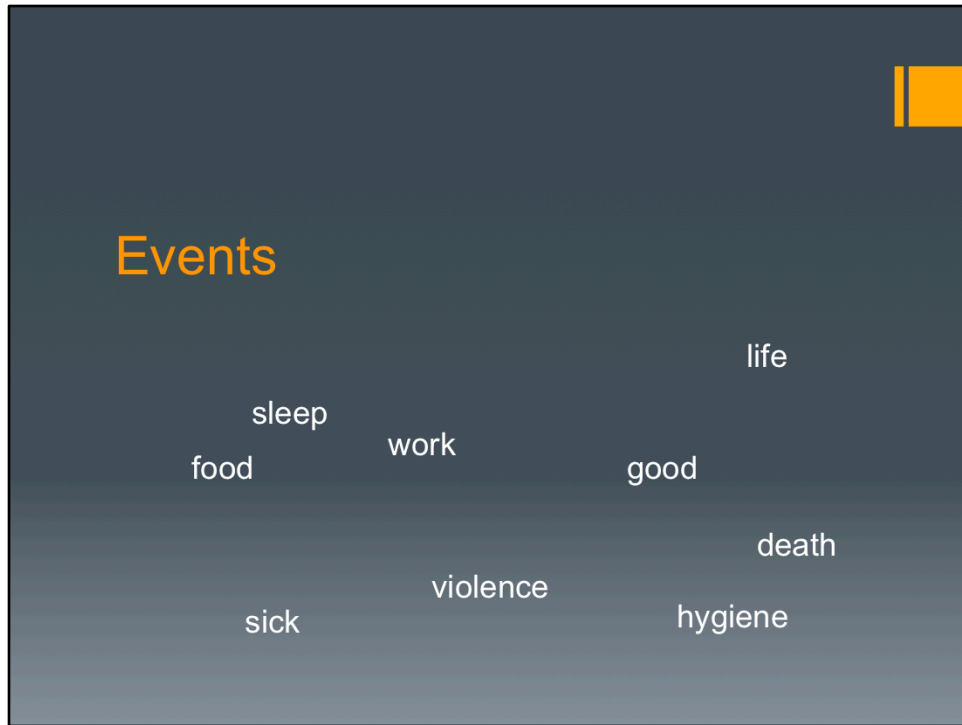 Events
life
sleep
work
food
good
death
violence
hygiene
sick